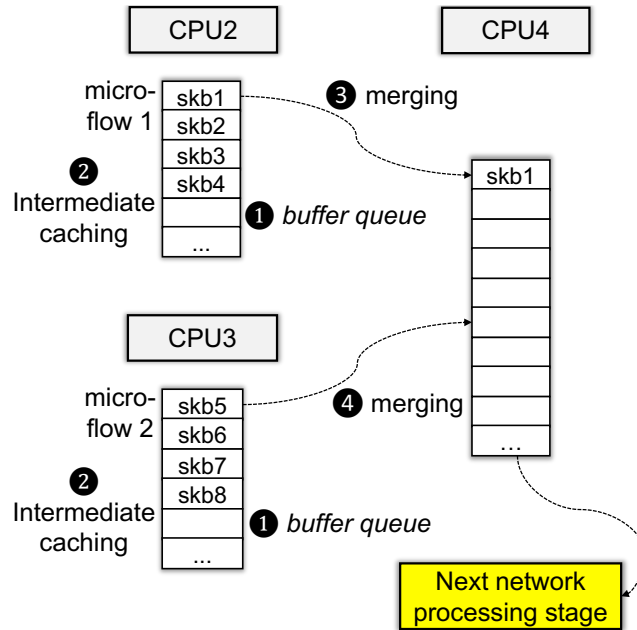 CPU2
CPU4
micro-
flow 1
skb1
skb2
skb3
skb4
...
❷
Intermediate
caching
❶ buffer queue
❸ merging
skb1
...
CPU3
micro-
flow 2
skb5
skb6
skb7
skb8
...
❷
Intermediate
caching
❶ buffer queue
❹ merging
Next network
processing stage